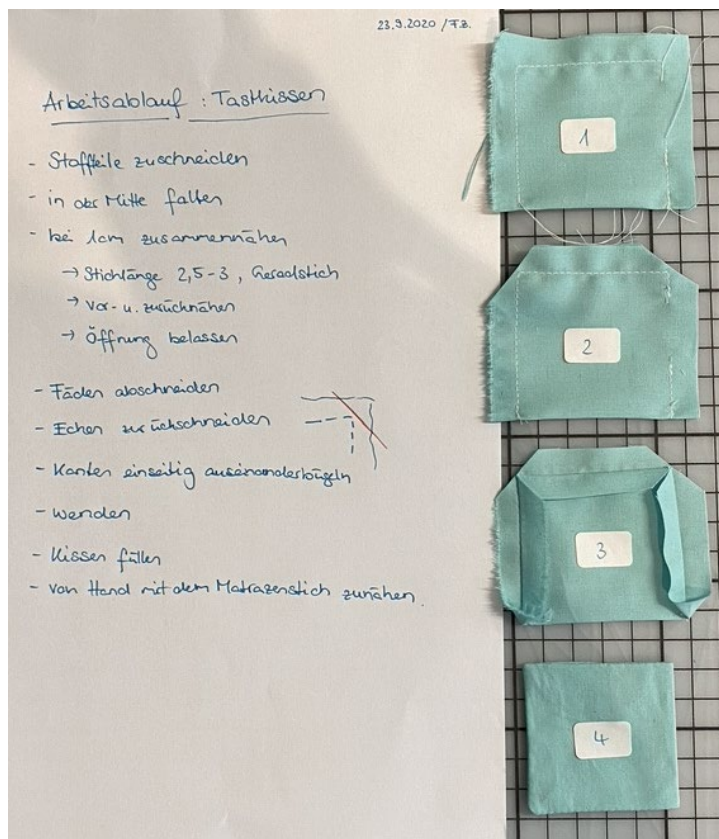 23.9.2020 / F.B.
Arbeitsablauf : Tastkissen
- Stoffteile zuschneiden
- in der Mitte falten
- bei 1cm zusammennähen
→ Stichlänge 2,5-3 , Geradstich
→ Vor- u. zurücknähen
→ Öffnung belassen
- Fäden abschneiden
- Ecken zurückschneiden
- Kanten einseitig auseinanderbügeln
- wenden
- Kissen füllen
- von Hand mit dem Matrazenstich zunähen.
1
2
3
4